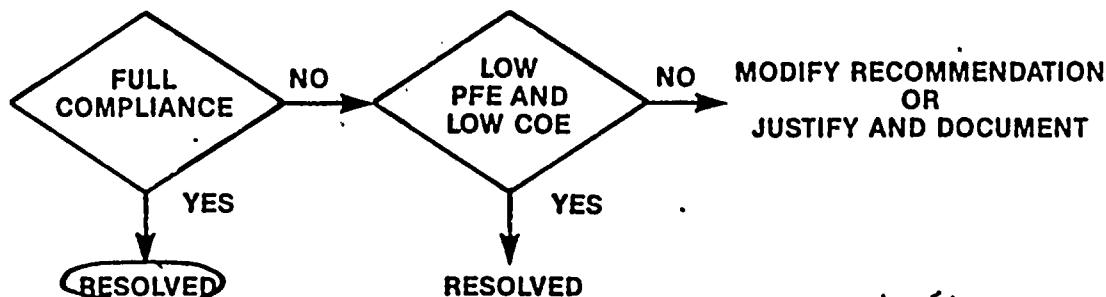 FULL
COMPLIANCE
NO
LOW
PFE AND
LOW COE
NO
MODIFY RECOMMENDATION
OR
JUSTIFY AND DOCUMENT
YES
YES
RESOLVED
RESOLVED